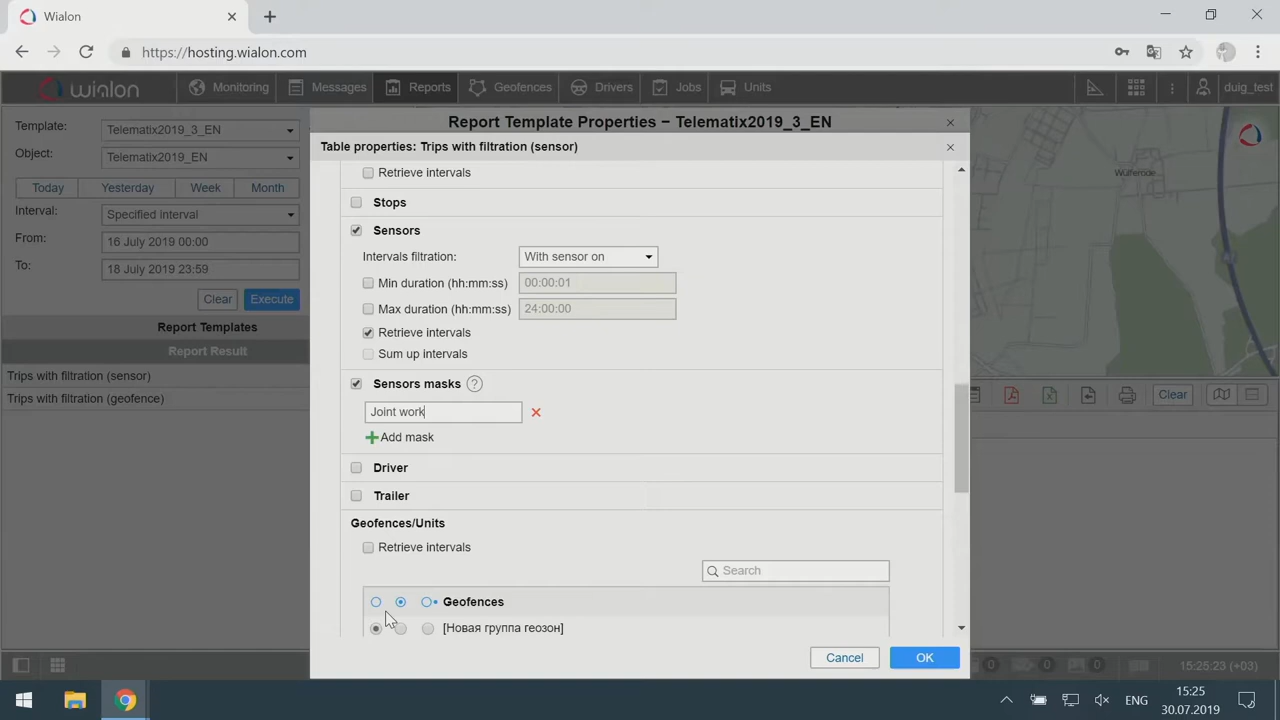 Wialon
https://hosting.wialon.com
wialon
Monitoring
Messages
Reports
Geofences
Drivers
Jobs
Units
duig_test
Template:
Telematix2019_3_EN
Object:
Telematix2019_EN
Today
Yesterday
Week
Month
Interval:
Specified interval
From:
16 July 2019 00:00
To:
18 July 2019 23:59
Clear
Execute
Report Templates
Report Result
Trips with filtration (sensor)
Trips with filtration (geofence)
Report Template Properties – Telematix2019_3_EN
Table properties: Trips with filtration (sensor)
Retrieve intervals
Stops
Sensors
Intervals filtration:
With sensor on
Min duration (hh:mm:ss)
00:00:01
Max duration (hh:mm:ss)
24:00:00
Retrieve intervals
Sum up intervals
Sensors masks ?
Joint work
Add mask
Driver
Trailer
Geofences/Units
Retrieve intervals
Search
Geofences
[Новая группа геозон]
Cancel
OK
Wülferode
Clear
0
0
0
15:25:23 (+03)
ENG
15:25
30.07.2019